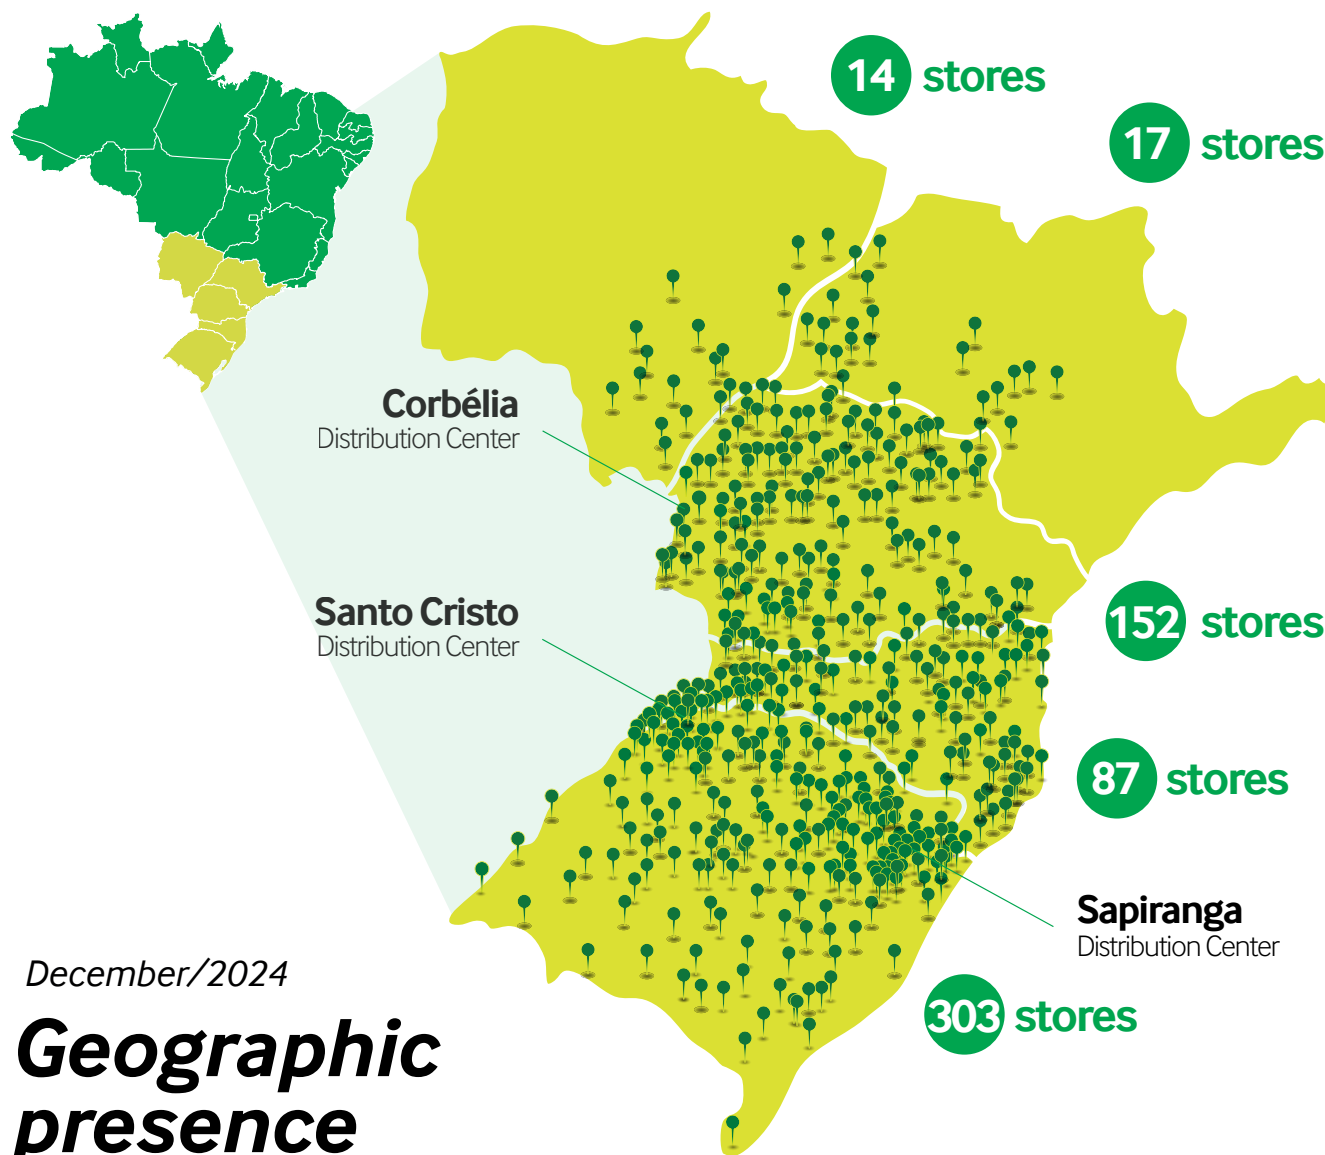 14 stores
17 stores
Corbélia
Distribution Center
Santo Cristo
Distribution Center
152 stores
87 stores
Sapiranga
Distribution Center
303 stores
December/2024
Geographic
presence